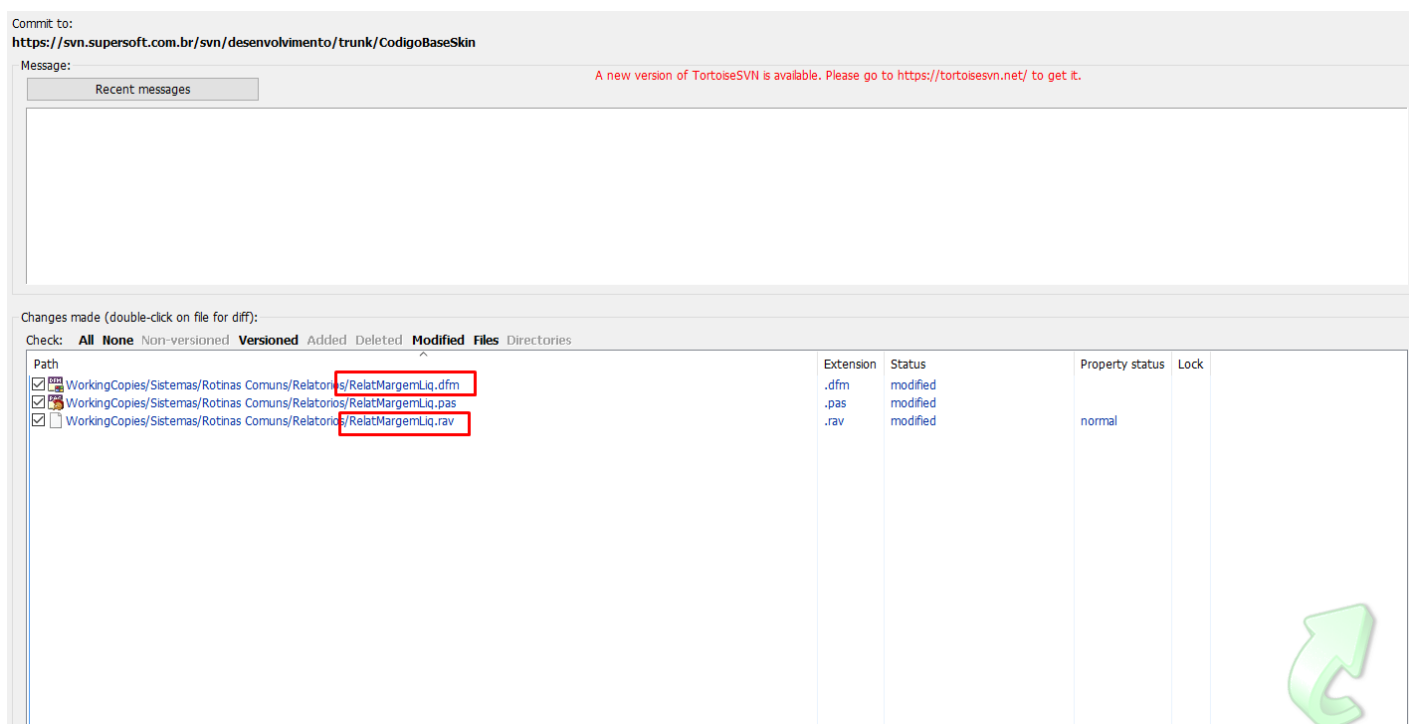 Commit to:
https://svn.supersoft.com.br/svn/desenvolvimento/trunk/CodigoBaseSkin
Message:
A new version of TortoiseSVN is available. Please go to https://tortoisesvn.net/ to get it.
Recent messages
Changes made (double-click on file for diff):
Check: All None Non-versioned Versioned Added Deleted Modified Files Directories
Path Extension Status Property status Lock
WorkingCopies/Sistemas/Rotinas Comuns/Relatorios/RelatMargemLiq.dfm .dfm modified
WorkingCopies/Sistemas/Rotinas Comuns/Relatorios/RelatMargemLiq.pas .pas modified
WorkingCopies/Sistemas/Rotinas Comuns/Relatorios/RelatMargemLiq.rav .rav modified normal